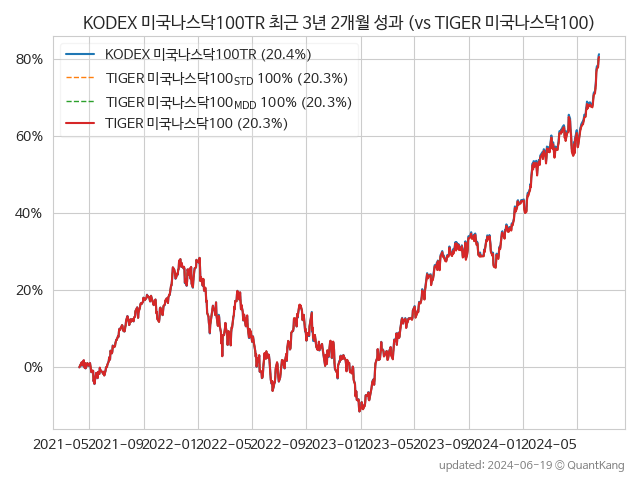 KODEX 미국나스닥100TR 최근 3년 2개월 성과 (vs TIGER 미국나스닥100)
KODEX 미국나스닥100TR (20.4%)
TIGER 미국나스닥100STD 100% (20.3%)
TIGER 미국나스닥100MDD 100% (20.3%)
TIGER 미국나스닥100 (20.3%)
80%
60%
40%
20%
0%
2021-05 2021-09 2022-01 2022-05 2022-09 2023-01 2023-05 2023-09 2024-01 2024-05
updated: 2024-06-19 © QuantKang